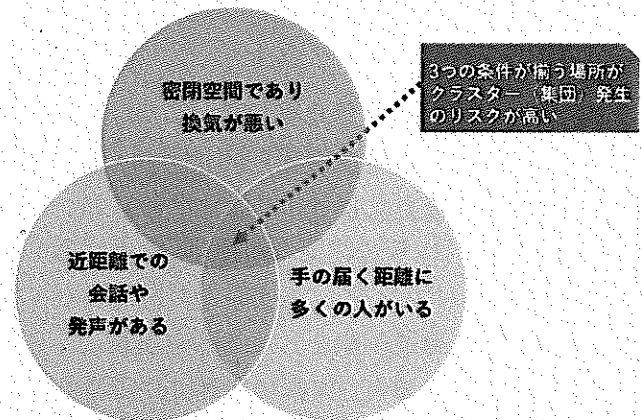 密閉空間であり
換気が悪い
3つの条件が揃う場所が
クラスター（集団）発生
のリスクが高い
近距離での
会話や
発声がある
手の届く距離に
多くの人がいる